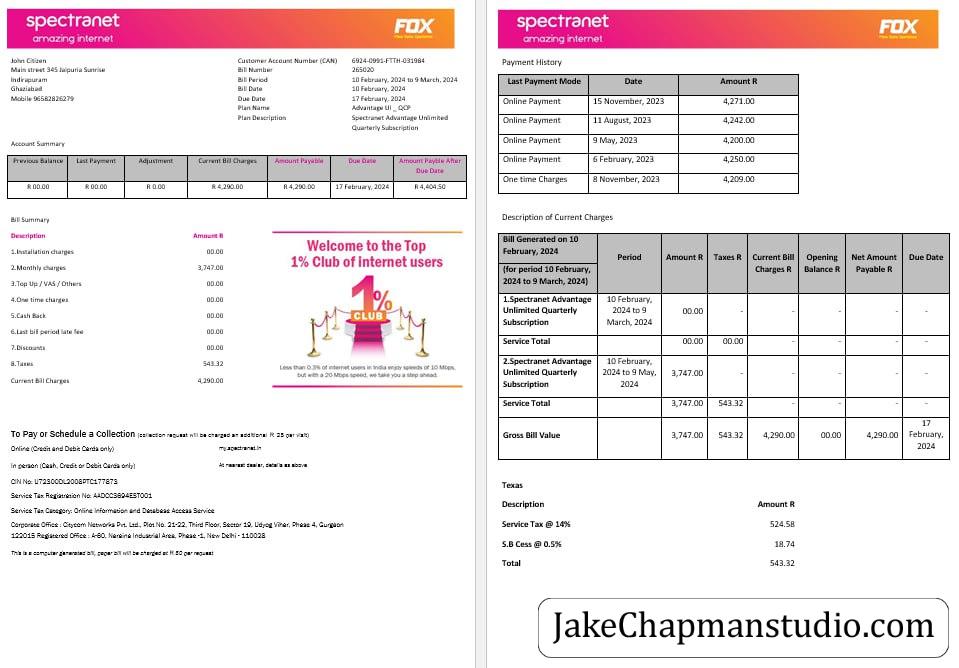 spectranet
amazing internet
FOX
John Citizen
Main street 345 Jaipuria Sunrise
Indirapuram
Ghaziabad
Mobile 96582826279
Customer Account Number (CAN) 6924-0991-FTTH-031984
Bill Number 265020
Bill Period 10 February, 2024 to 9 March, 2024
Bill Date 10 February, 2024
Due Date 17 February, 2024
Plan Name Advantage UI _ QCP
Plan Description Spectranet Advantage Unlimited
Quarterly Subscription
Account Summary
Previous Balance Last Payment Adjustment Current Bill Charges Amount Payable Due Date Amount Payble After
Due Date
R 00.00 R 00.00 R 0.00 R 4,290.00 R 4,290.00 17 February, 2024 R 4,404.50
Bill Summary
Description Amount R
1.Installation charges 00.00
2.Monthly charges 3,747.00
3.Top Up / VAS / Others 00.00
4.One time charges 00.00
5.Cash Back 00.00
6.Last bill period late fee 00.00
7.Discounts 00.00
8.Taxes 543.32
Current Bill Charges 4,290.00
Welcome to the Top
1% Club of internet users
1%
CLUB
Less than 0.3% of internet users in India enjoy speeds of 10 Mbps,
but with a 20 Mbps speed, we take you a step ahead.
To Pay or Schedule a Collection (collection request will be charged an additional R 25 per visit)
Online (Credit and Debit Cards only) my.spectranet.in
In person (Cash, Credit or Debit Cards only) At nearest dealer, details as above
CIN No: U72300DL2008PTC177873
Service Tax Registration No: AADCC3694EST001
Service Tax Category: Online Information and Database Access Service
Corporate Office : Citycom Networks Pvt. Ltd., Plot No. 21-22, Third Floor, Sector 19, Udyog Vihar, Phase 4, Gurgaon
122015 Registered Office : A-60, Naraina Industrial Area, Phase -1, New Delhi - 110028
This is a computer generated bill, paper bill will be charged at R.50 per request
spectranet
amazing internet
FOX
Payment History
Last Payment Mode Date Amount R
Online Payment 15 November, 2023 4,271.00
Online Payment 11 August, 2023 4,242.00
Online Payment 9 May, 2023 4,200.00
Online Payment 6 February, 2023 4,250.00
One time Charges 8 November, 2023 4,209.00
Description of Current Charges
Bill Generated on 10
February, 2024
(for period 10 February,
2024 to 9 March, 2024)
Period Amount R Taxes R Current Bill
Charges R Opening
Balance R Net Amount
Payable R Due Date
1.Spectranet Advantage
Unlimited Quarterly
Subscription
10 February,
2024 to 9
March, 2024
00.00 - - - - -
Service Total 00.00 00.00 - - - -
2.Spectranet Advantage
Unlimited Quarterly
Subscription
10 February,
2024 to 9 May,
2024
3,747.00 - - - - -
Service Total 3,747.00 543.32 - - - -
Gross Bill Value 3,747.00 543.32 4,290.00 00.00 4,290.00 17
February,
2024
Texas
Description Amount R
Service Tax @ 14% 524.58
S.B Cess @ 0.5% 18.74
Total 543.32
JakeChapmanstudio.com